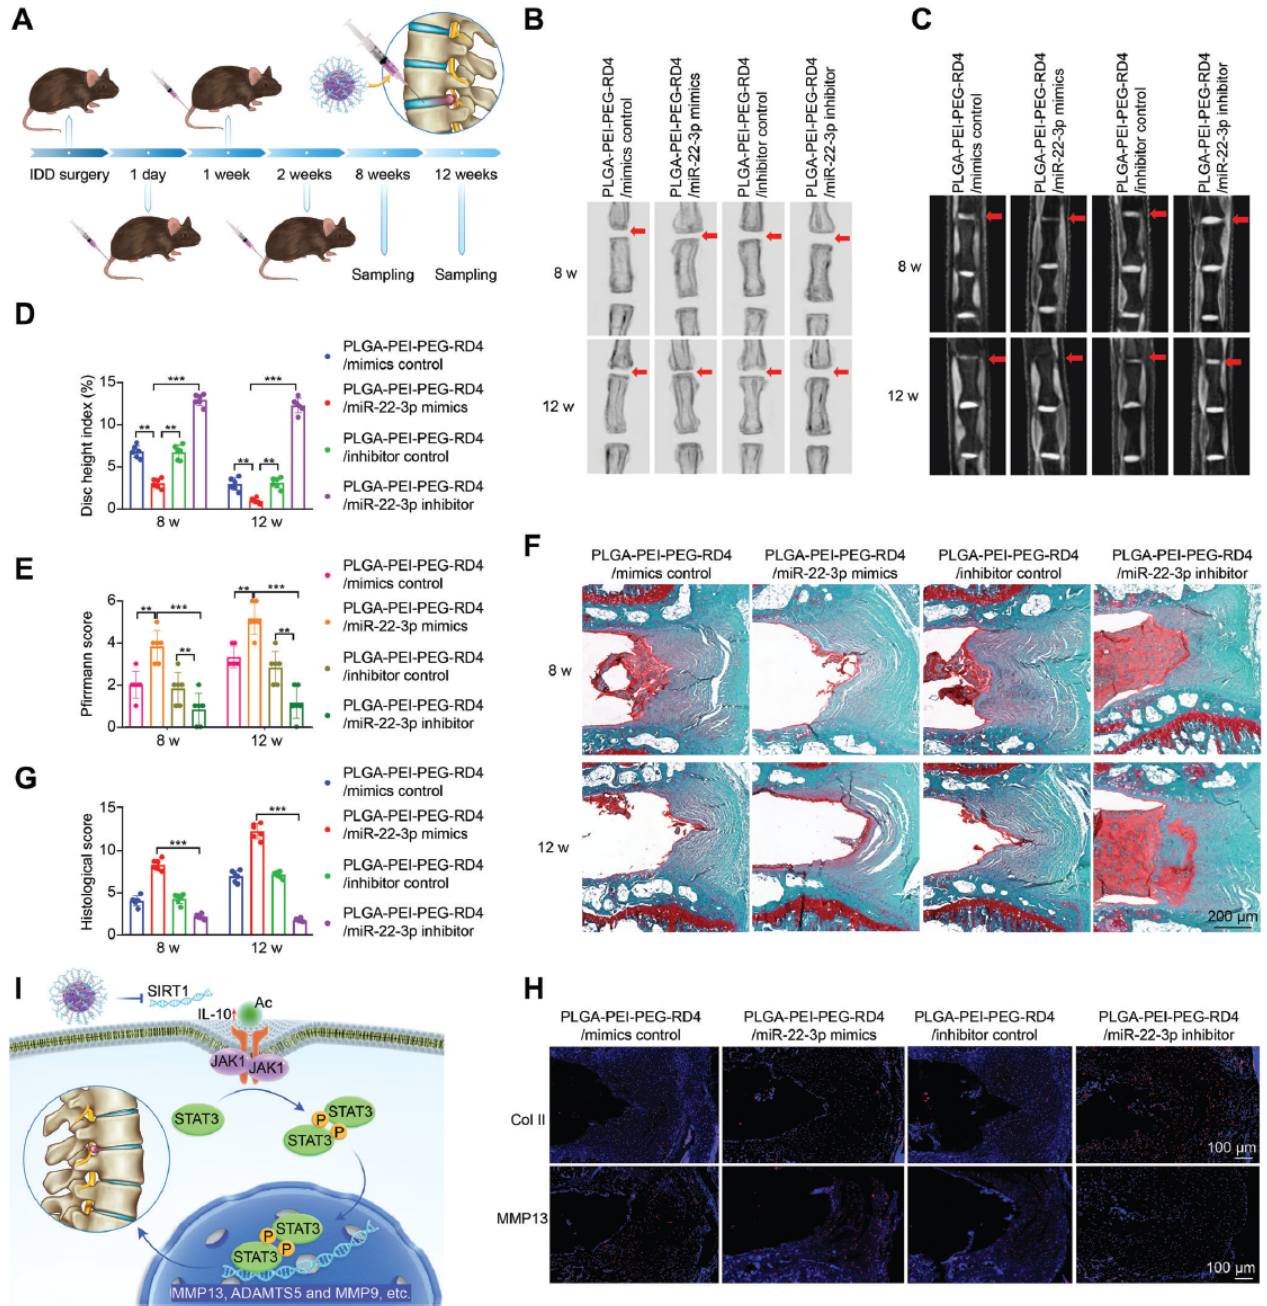 A
IDD surgery
1 day
1 week
2 weeks
8 weeks
12 weeks
Sampling
Sampling
B
PLGA-PEI-PEG-RD4
/mimics control
PLGA-PEI-PEG-RD4
/miR-22-3p mimics
PLGA-PEI-PEG-RD4
/inhibitor control
PLGA-PEI-PEG-RD4
/miR-22-3p inhibitor
8 w
12 w
C
PLGA-PEI-PEG-RD4
/mimics control
PLGA-PEI-PEG-RD4
/miR-22-3p mimics
PLGA-PEI-PEG-RD4
/inhibitor control
PLGA-PEI-PEG-RD4
/miR-22-3p inhibitor
8 w
12 w
D
Disc height index (%)
15
10
5
0
**
**
***
**
**
***
8 w
12 w
PLGA-PEI-PEG-RD4
/mimics control
PLGA-PEI-PEG-RD4
/miR-22-3p mimics
PLGA-PEI-PEG-RD4
/inhibitor control
PLGA-PEI-PEG-RD4
/miR-22-3p inhibitor
E
Pfirrmann score
6
4
2
0
**
***
**
**
***
**
8 w
12 w
PLGA-PEI-PEG-RD4
/mimics control
PLGA-PEI-PEG-RD4
/miR-22-3p mimics
PLGA-PEI-PEG-RD4
/inhibitor control
PLGA-PEI-PEG-RD4
/miR-22-3p inhibitor
F
PLGA-PEI-PEG-RD4
/mimics control
PLGA-PEI-PEG-RD4
/miR-22-3p mimics
PLGA-PEI-PEG-RD4
/inhibitor control
PLGA-PEI-PEG-RD4
/miR-22-3p inhibitor
8 w
12 w
200 μm
G
Histological score
15
10
5
0
***
***
8 w
12 w
PLGA-PEI-PEG-RD4
/mimics control
PLGA-PEI-PEG-RD4
/miR-22-3p mimics
PLGA-PEI-PEG-RD4
/inhibitor control
PLGA-PEI-PEG-RD4
/miR-22-3p inhibitor
I
SIRT1
IL-10
Ac
JAK1
JAK1
STAT3
P
STAT3
STAT3
P
STAT3
P
STAT3
P
MMP13, ADAMTS5 and MMP9, etc.
H
PLGA-PEI-PEG-RD4
/mimics control
PLGA-PEI-PEG-RD4
/miR-22-3p mimics
PLGA-PEI-PEG-RD4
/inhibitor control
PLGA-PEI-PEG-RD4
/miR-22-3p inhibitor
Col II
100 μm
MMP13
100 μm